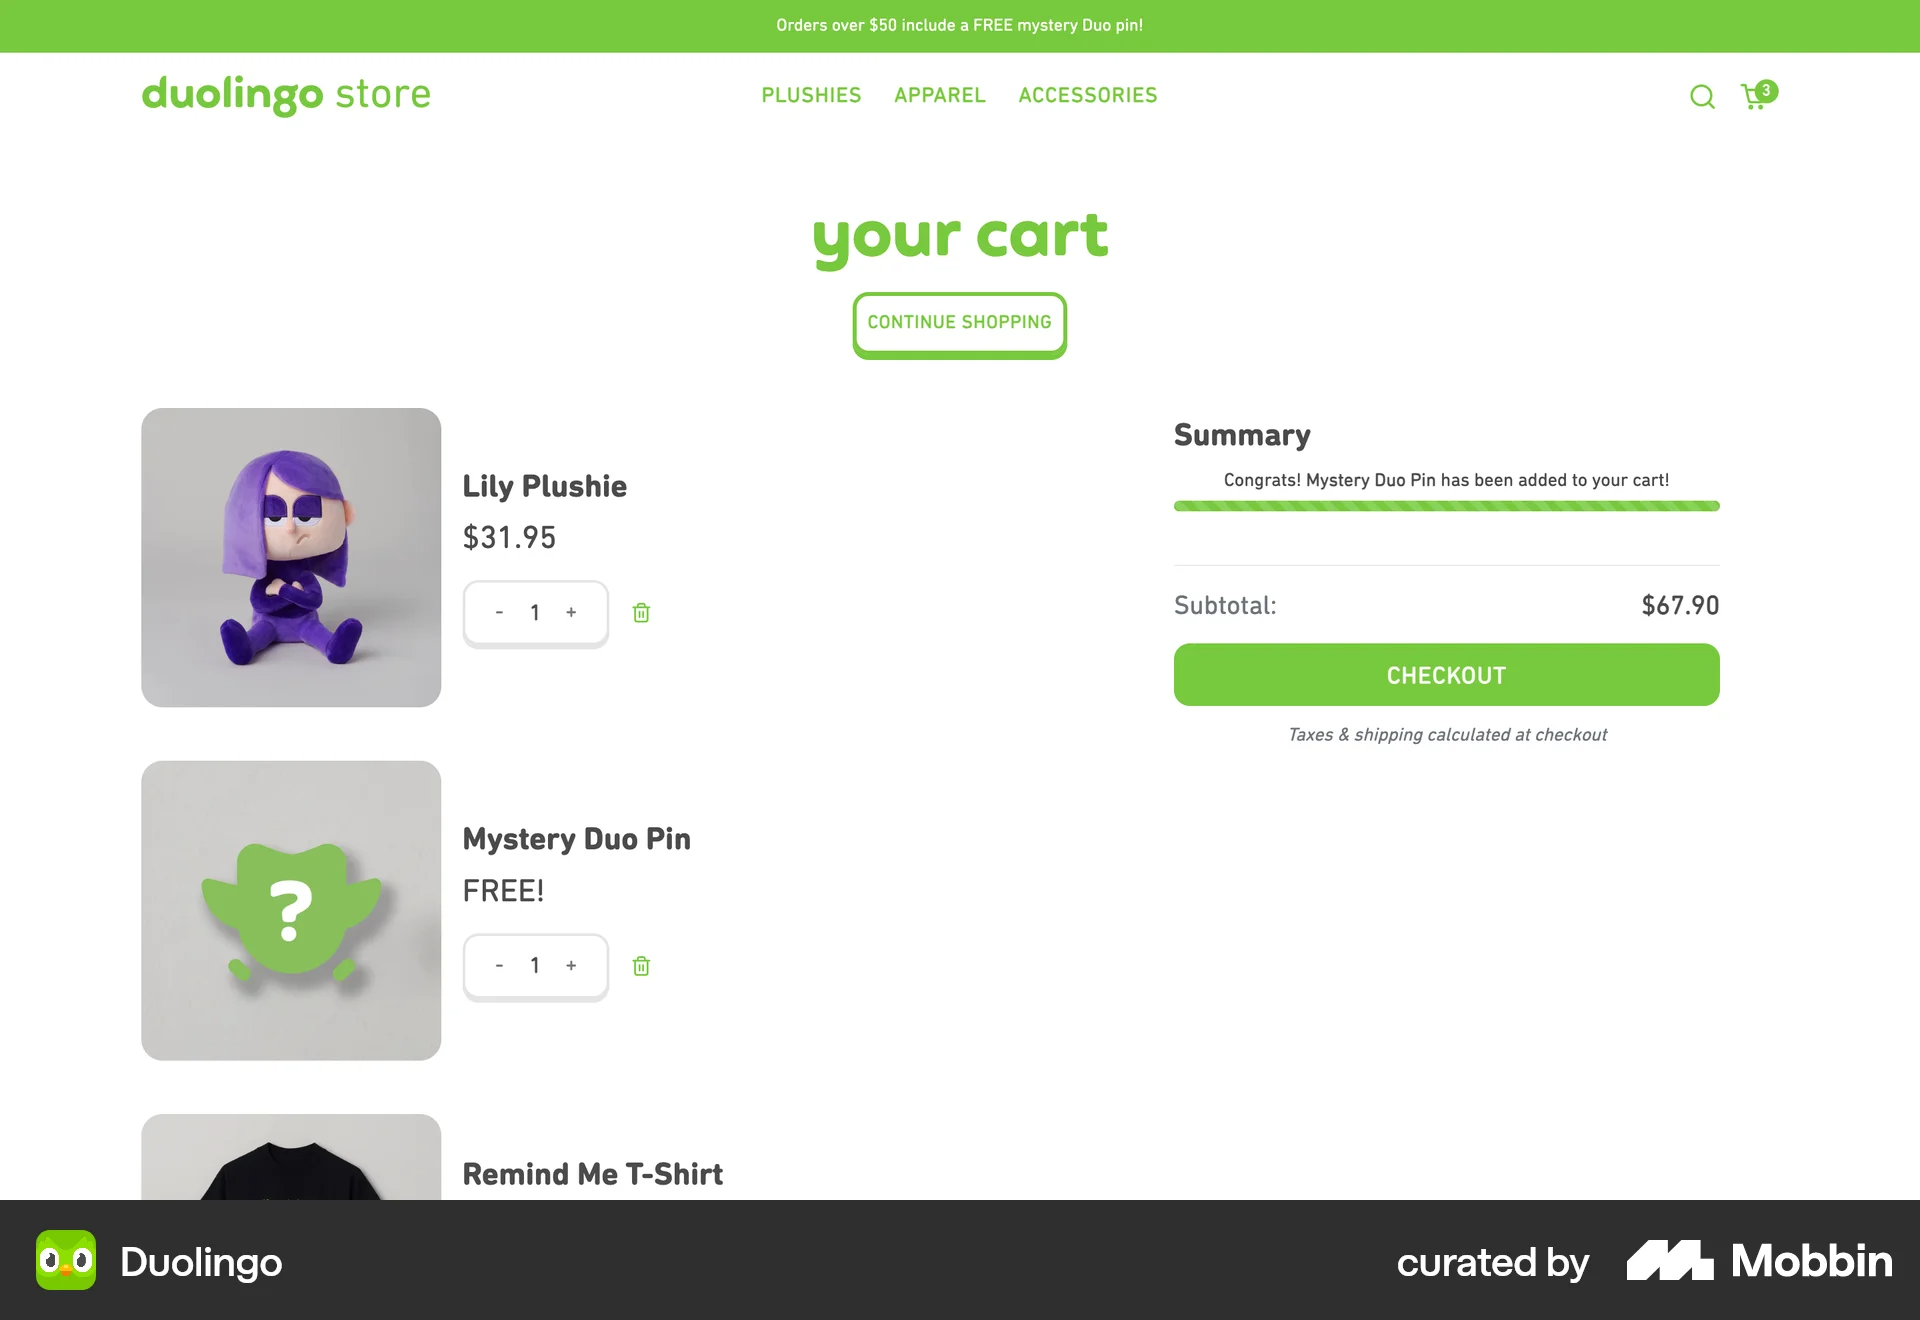 Orders over $50 include a FREE mystery Duo pin!
duolingo store
PLUSHIES
APPAREL
ACCESSORIES
3
your cart
CONTINUE SHOPPING
Lily Plushie
$31.95
- 1 +
Summary
Congrats! Mystery Duo Pin has been added to your cart!
Subtotal: $67.90
CHECKOUT
Taxes & shipping calculated at checkout
?
Mystery Duo Pin
FREE!
- 1 +
Remind Me T-Shirt
Duolingo
curated by Mobbin